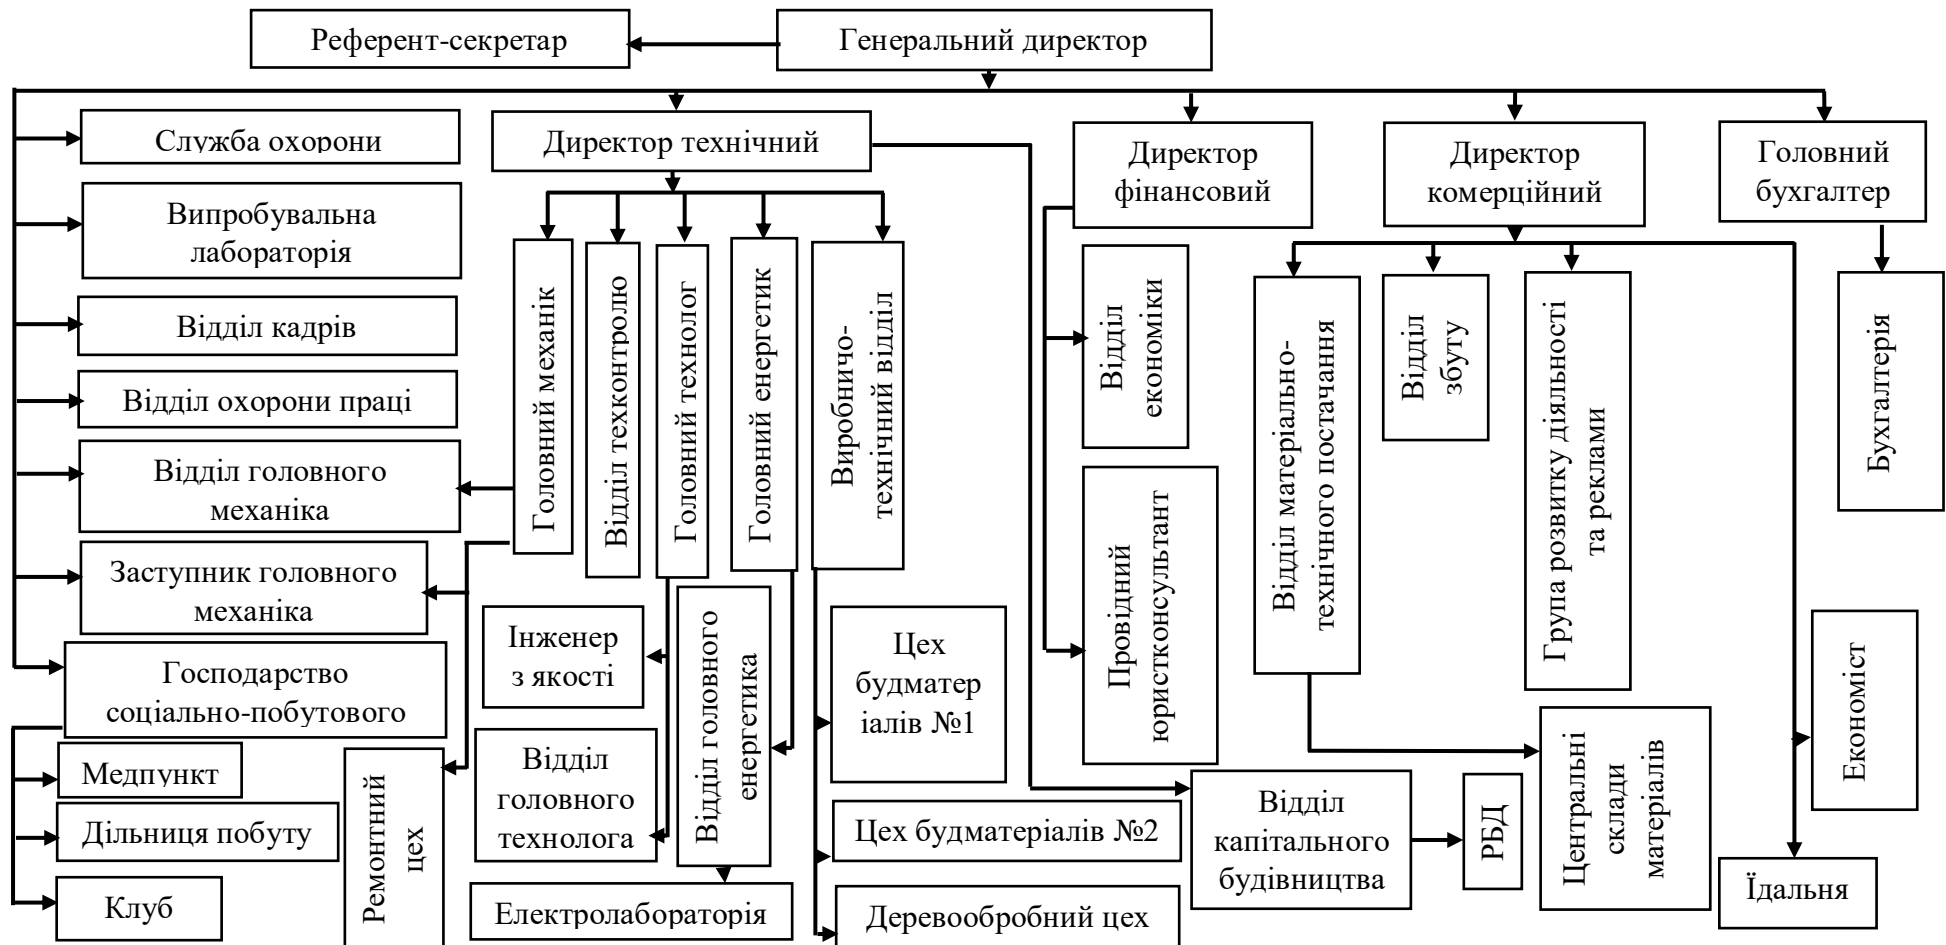 Референт-секретар
Генеральний директор
Служба охорони
Директор технічний
Директор
фінансовий
Директор
комерційний
Головний
бухгалтер
Випробувальна
лабораторія
Відділ кадрів
Відділ охорони праці
Відділ головного
механіка
Заступник головного
механіка
Господарство
соціально-побутового
Медпункт
Дільниця побуту
Клуб
Головний механік
Відділ техконтролю
Головний технолог
Головний енергетик
Виробничо-
технічний відділ
Відділ
економіки
Провідний
юристконсультант
Відділ матеріально-
технічного постачання
Відділ
збуту
Група розвитку діяльності
та реклами
Бухгалтерія
Інженер
з якості
Відділ
головного
технолога
Відділ головного
енергетика
Ремонтний
цех
Електролабораторія
Цех
будматер
іалів №1
Цех будматеріалів №2
Деревообробний цех
Відділ
капітального
будівництва
РБД
Центральні
склади
матеріалів
Економіст
Їдальня